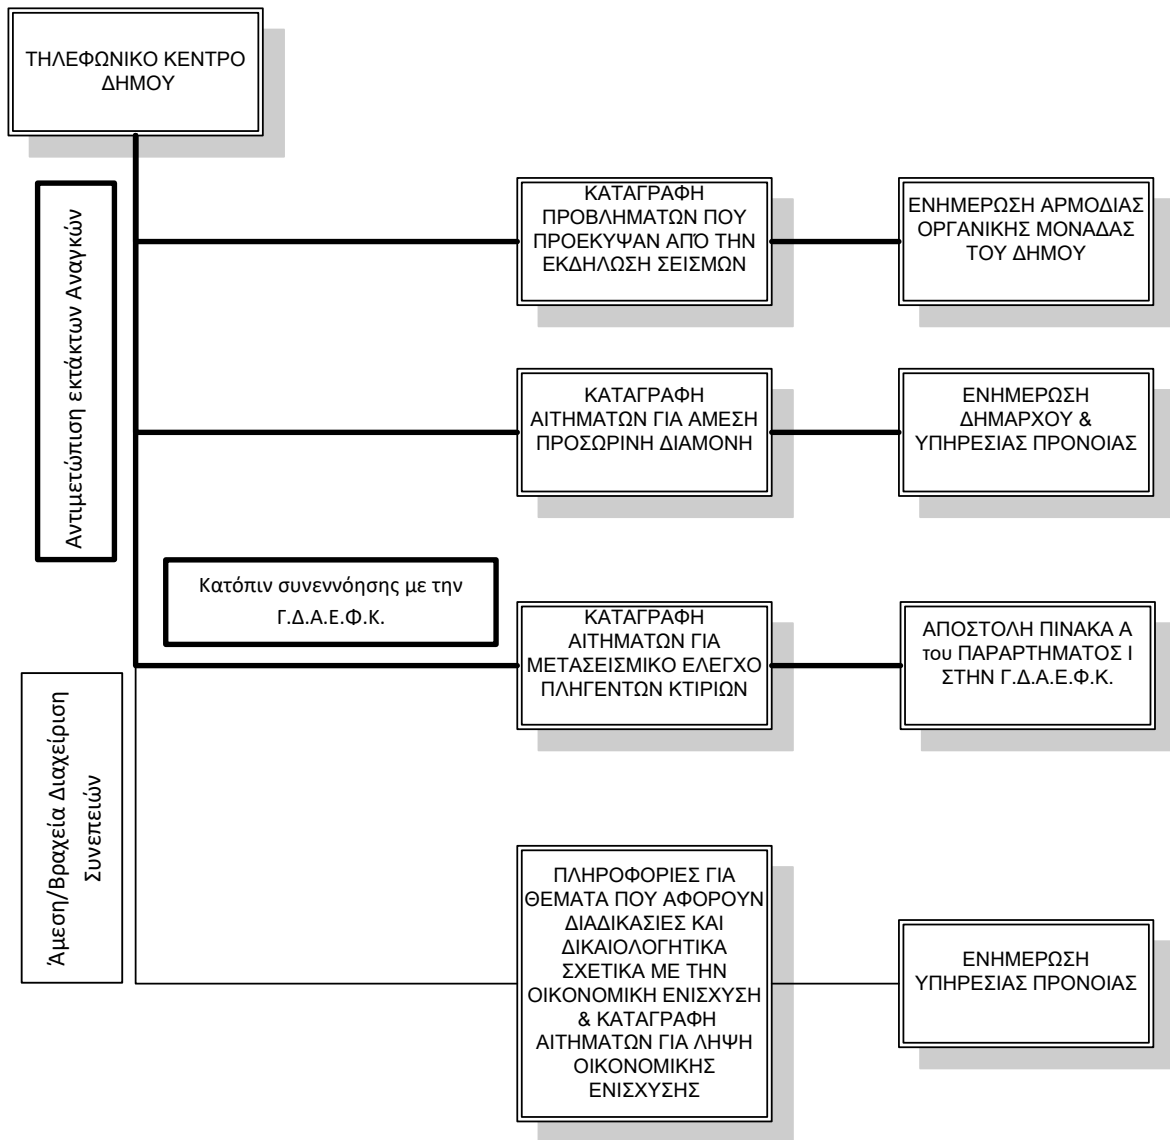 ΤΗΛΕΦΩΝΙΚΟ ΚΕΝΤΡΟ
ΔΗΜΟΥ
Αντιμετώπιση εκτάκτων Αναγκών
ΚΑΤΑΓΡΑΦΗ
ΠΡΟΒΛΗΜΑΤΩΝ ΠΟΥ
ΠΡΟΕΚΥΨΑΝ ΑΠΌ ΤΗΝ
ΕΚΔΗΛΩΣΗ ΣΕΙΣΜΩΝ
ΕΝΗΜΕΡΩΣΗ ΑΡΜΟΔΙΑΣ
ΟΡΓΑΝΙΚΗΣ ΜΟΝΑΔΑΣ
ΤΟΥ ΔΗΜΟΥ
ΚΑΤΑΓΡΑΦΗ
ΑΙΤΗΜΑΤΩΝ ΓΙΑ ΑΜΕΣΗ
ΠΡΟΣΩΡΙΝΗ ΔΙΑΜΟΝΗ
ΕΝΗΜΕΡΩΣΗ
ΔΗΜΑΡΧΟΥ &
ΥΠΗΡΕΣΙΑΣ ΠΡΟΝΟΙΑΣ
Κατόπιν συνεννόησης με την
Γ.Δ.Α.Ε.Φ.Κ.
ΚΑΤΑΓΡΑΦΗ
ΑΙΤΗΜΑΤΩΝ ΓΙΑ
ΜΕΤΑΣΕΙΣΜΙΚΟ ΕΛΕΓΧΟ
ΠΛΗΓΕΝΤΩΝ ΚΤΙΡΙΩΝ
ΑΠΟΣΤΟΛΗ ΠΙΝΑΚΑ Α
του ΠΑΡΑΡΤΗΜΑΤΟΣ Ι
ΣΤΗΝ Γ.Δ.Α.Ε.Φ.Κ.
Άμεση/Βραχεία Διαχείριση
Συνεπειών
ΠΛΗΡΟΦΟΡΙΕΣ ΓΙΑ
ΘΕΜΑΤΑ ΠΟΥ ΑΦΟΡΟΥΝ
ΔΙΑΔΙΚΑΣΙΕΣ ΚΑΙ
ΔΙΚΑΙΟΛΟΓΗΤΙΚΑ
ΣΧΕΤΙΚΑ ΜΕ ΤΗΝ
ΟΙΚΟΝΟΜΙΚΗ ΕΝΙΣΧΥΣΗ
& ΚΑΤΑΓΡΑΦΗ
ΑΙΤΗΜΑΤΩΝ ΓΙΑ ΛΗΨΗ
ΟΙΚΟΝΟΜΙΚΗΣ
ΕΝΙΣΧΥΣΗΣ
ΕΝΗΜΕΡΩΣΗ
ΥΠΗΡΕΣΙΑΣ ΠΡΟΝΟΙΑΣ